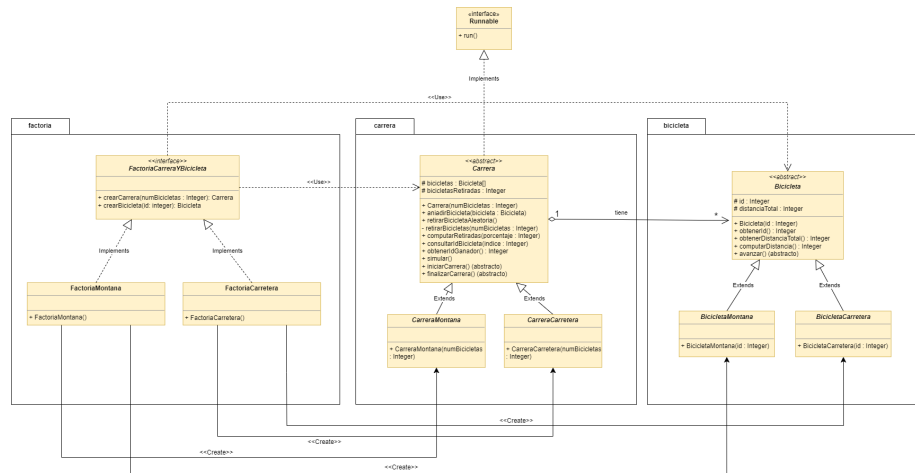 «interface»
Runnable
+ run()
Implements
<<Use>>
factoria
<<interface>>
FactoriaCarreraYBicicleta
+ crearCarrera(numBicicletas : Integer): Carrera
+ crearBicicleta(id: integer): Bicicleta
<<Use>>
Implements
Implements
FactoriaMontana
+ FactoriaMontana()
FactoriaCarretera
+ FactoriaCarretera()
carrera
<<abstract>>
Carrera
# bicicletas : Bicicleta[]
# bicicletasRetiradas : Integer
+ Carrera(numBicicletas : Integer)
+ aniadirBicicleta(bicicleta : Bicicleta)
+ retirarBicicletaAleatoria()
- retirarBicicletas(numBicicletas : Integer)
+ computarRetiradas(porcentaje : Integer)
+ consultarIdBicicleta(indice : Integer)
+ obtenerIdGanador() : Integer
+ simular()
+ iniciarCarrera() (abstracto)
+ finalizarCarrera() (abstracto)
1
tiene
*
Extends
Extends
CarreraMontana
+ CarreraMontana(numBicicletas
: Integer)
CarreraCarretera
+ CarreraCarretera(numBicicletas
: Integer)
bicicleta
<<abstract>>
Bicicleta
# id : Integer
# distanciaTotal : Integer
+ Bicicleta(id : Integer)
+ obtenerId() : Integer
+ obtenerDistanciaTotal() : Integer
+ computarDistancia() : Integer
+ avanzar() (abstracto)
Extends
Extends
BicicletaMontana
+ BicicletaMontana(id : Integer)
BicicletaCarretera
+ BicicletaCarretera(id : Integer)
<<Create>>
<<Create>>
<<Create>>
<<Create>>